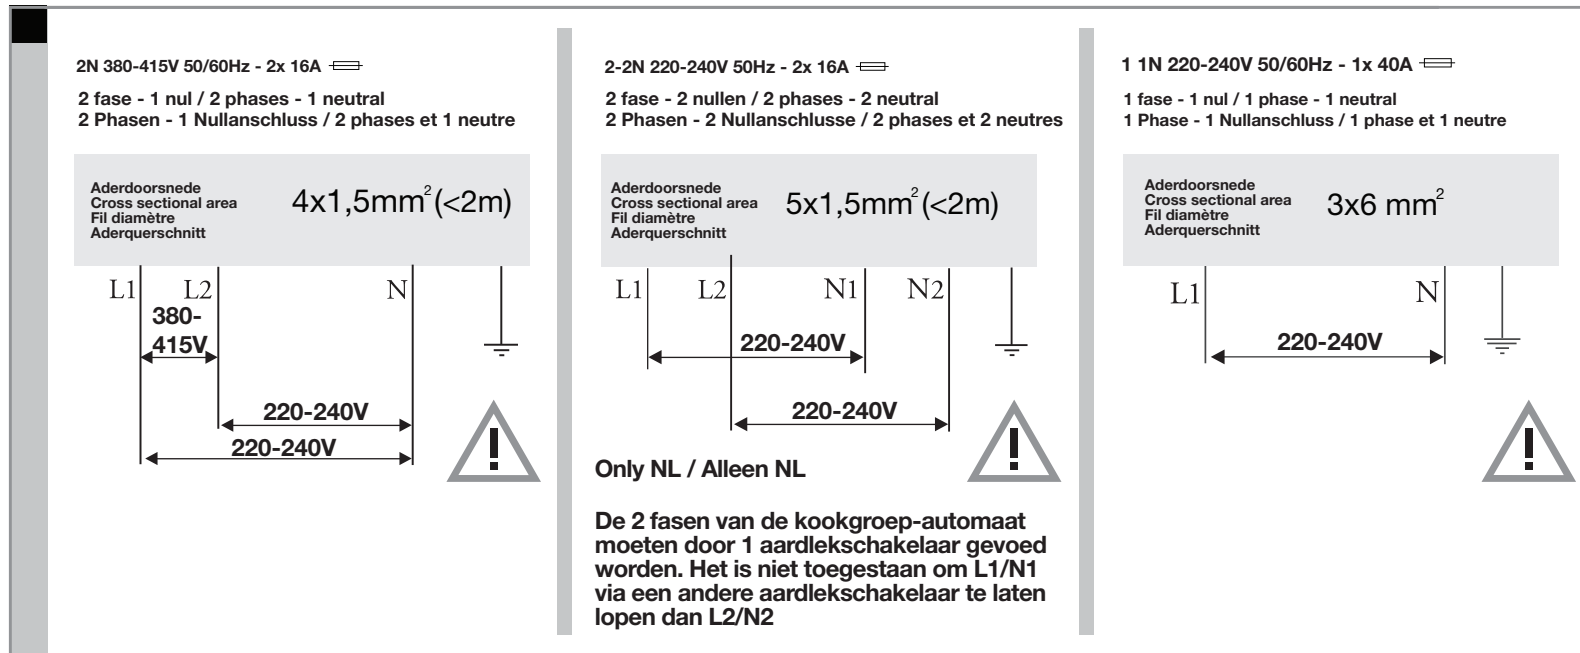 2N 380-415V 50/60Hz - 2x 16A
2 fase - 1 nul / 2 phases - 1 neutral
2 Phasen - 1 Nullanschluss / 2 phases et 1 neutre
Aderdoorsnede
Cross sectional area
Fil diamètre
Aderquerschnitt
4x1,5mm² (<2m)
L1
L2
N
380-
415V
220-240V
220-240V
2-2N 220-240V 50Hz - 2x 16A
2 fase - 2 nullen / 2 phases - 2 neutral
2 Phasen - 2 Nullanschlusse / 2 phases et 2 neutres
Aderdoorsnede
Cross sectional area
Fil diamètre
Aderquerschnitt
5x1,5mm² (<2m)
L1
L2
N1
N2
220-240V
220-240V
Only NL / Alleen NL
De 2 fasen van de kookgroep-automaat
moeten door 1 aardlekschakelaar gevoed
worden. Het is niet toegestaan om L1/N1
via een andere aardlekschakelaar te laten
lopen dan L2/N2
1 1N 220-240V 50/60Hz - 1x 40A
1 fase - 1 nul / 1 phase - 1 neutral
1 Phase - 1 Nullanschluss / 1 phase et 1 neutre
Aderdoorsnede
Cross sectional area
Fil diamètre
Aderquerschnitt
3x6 mm²
L1
N
220-240V